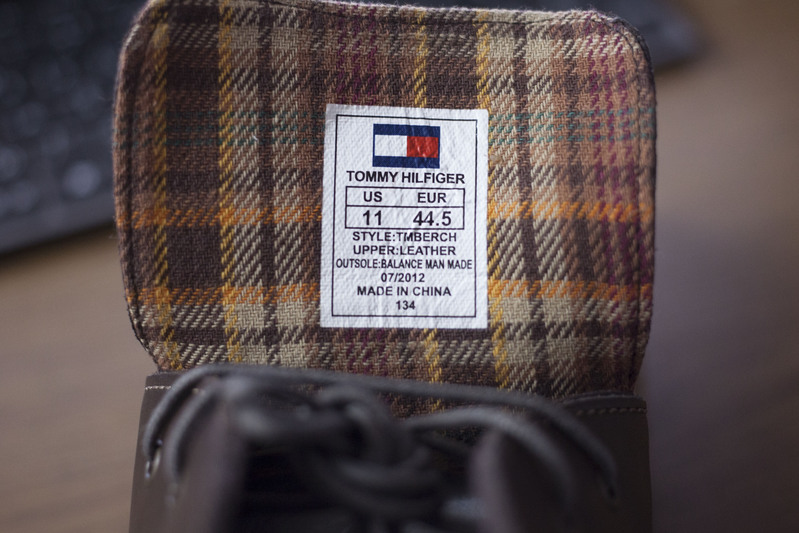 TOMMY HILFIGER
US EUR
11 44.5
STYLE:TMBERCH
UPPER:LEATHER
OUTSOLE:BALANCE MAN MADE
07/2012
MADE IN CHINA
134